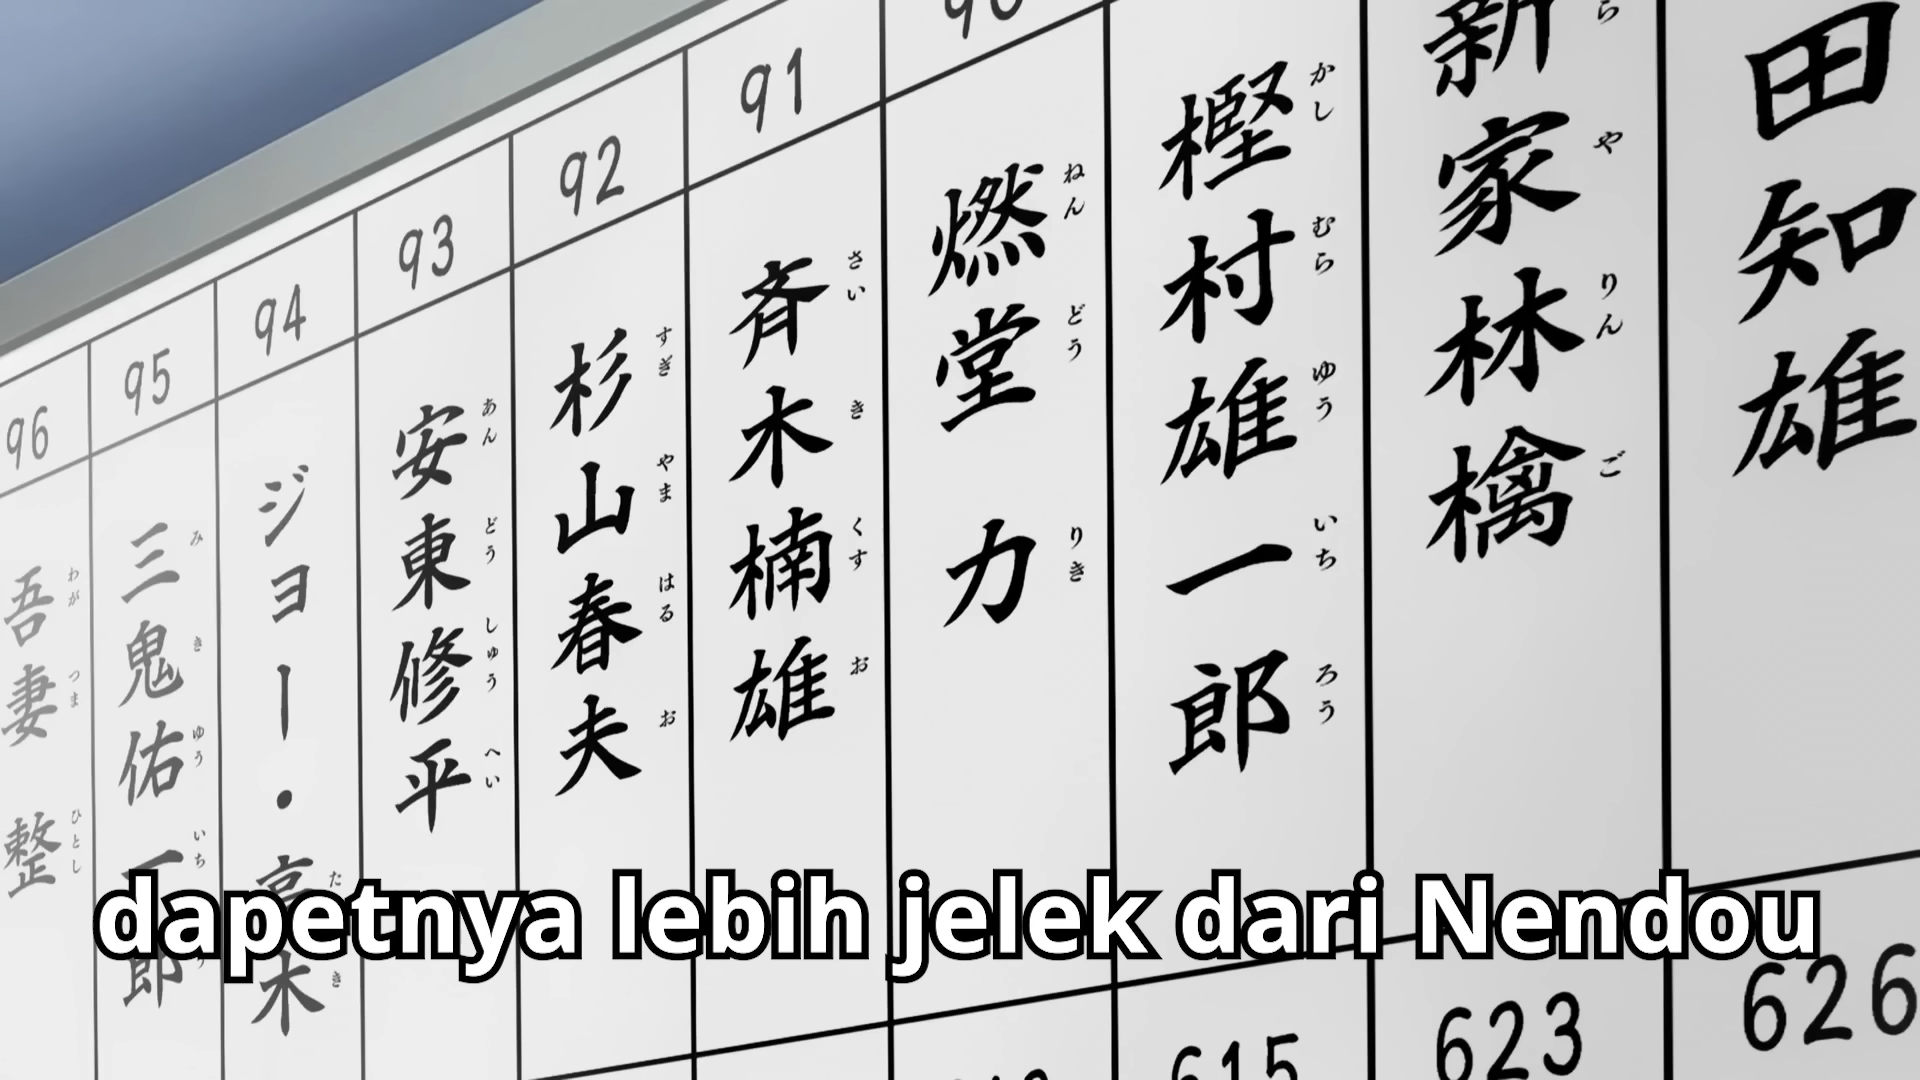 田知雄
新家林檎
ら や りん ご
626
623
樫村雄一郎
かし むら ゆう いち ろう
615
90
燃堂 力
ねん どう りき
91
斉木楠雄
さい き くす お
92
杉山春夫
すぎ やま はる お
93
安東修平
あん どう しゅう へい
94
ジョー・高木
た き
95
三鬼佑一郎
み き ゆう いち
96
吾妻 整
わが つま ひとし
dapetnya lebih jelek dari Nendou